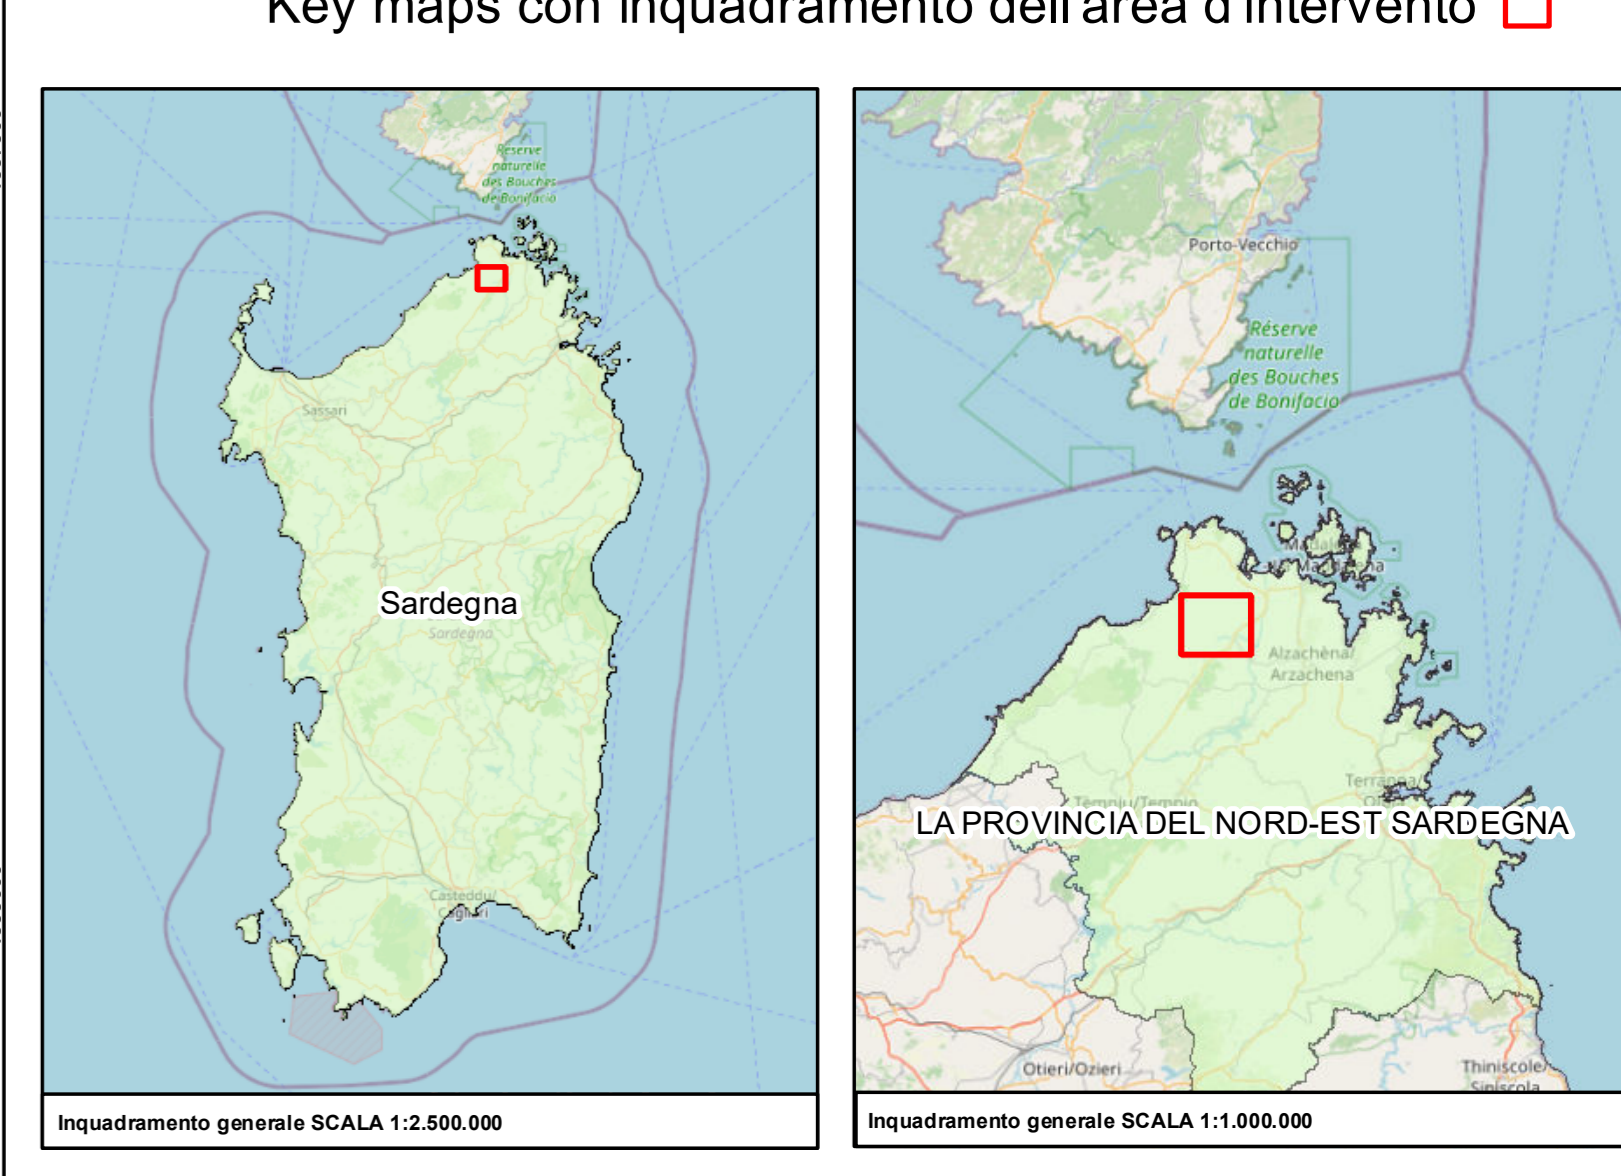 Key maps con inquadramento dell'area d'intervento
Réserve
naturelle
des Bouches
de Bonifacio
Sassari
Sardegna
Sardegna
Casteddu/
Cagliari
Inquadramento generale SCALA 1:2.500.000
Porto-Vecchio
Réserve
naturelle
des Bouches
de Bonifacio
Alzachèna/
Arzachena
Tèmpiu/Tempio
Terranoa/
LA PROVINCIA DEL NORD-EST SARDEGNA
Otieri/Ozieri
Thiniscole/
Siniscola
Inquadramento generale SCALA 1:1.000.000